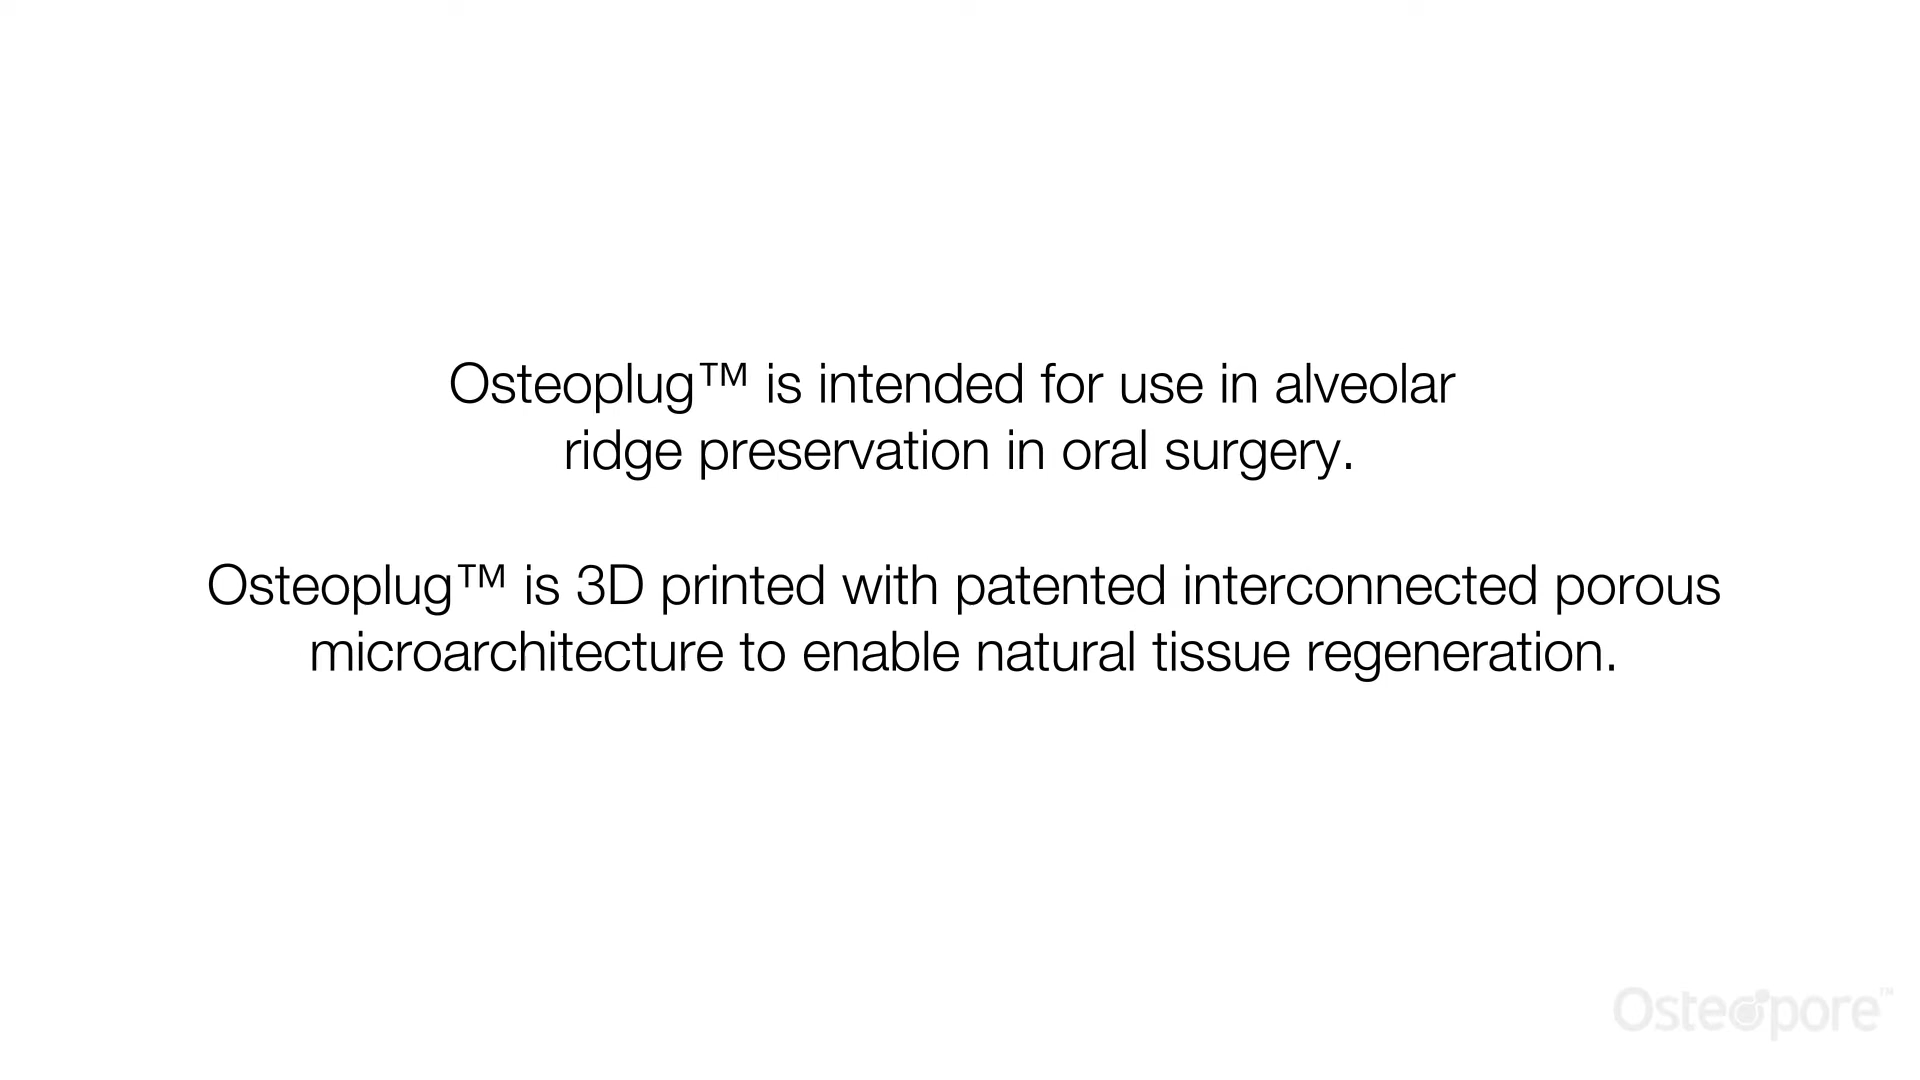 Osteoplug™ is intended for use in alveolar
ridge preservation in oral surgery.
Osteoplug™ is 3D printed with patented interconnected porous
microarchitecture to enable natural tissue regeneration.
Osteopore™